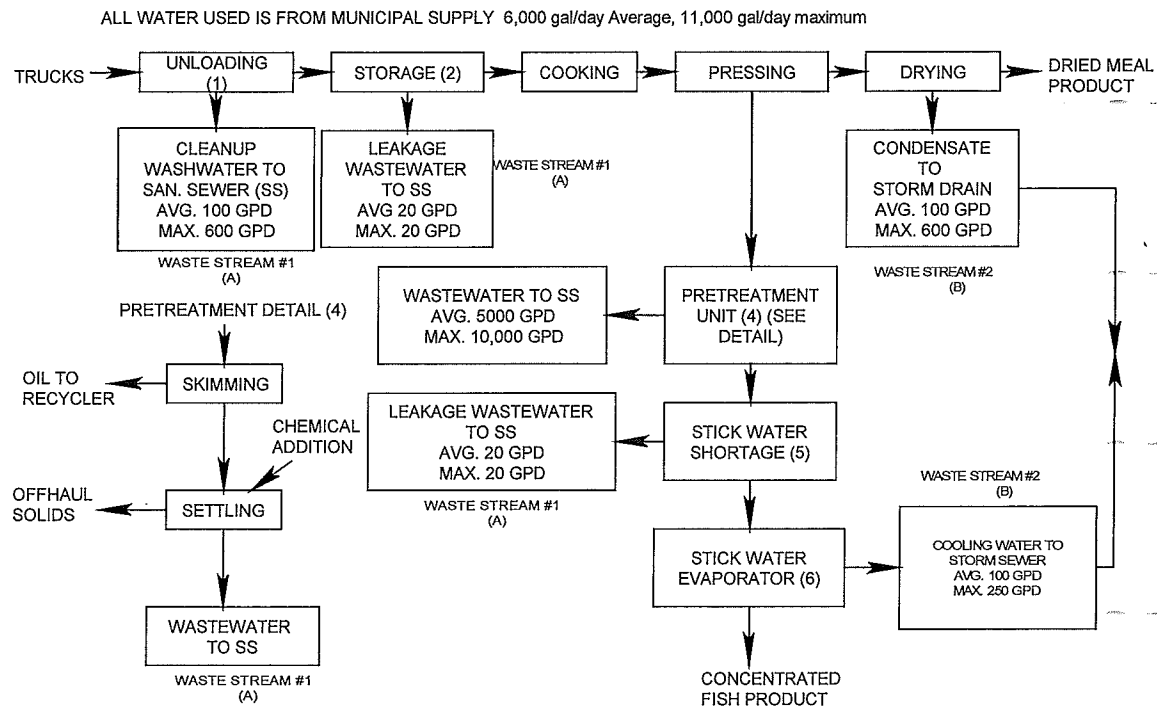 ALL WATER USED IS FROM MUNICIPAL SUPPLY 6,000 gal/day Average, 11,000 gal/day maximum
TRUCKS
UNLOADING
(1)
STORAGE (2)
COOKING
PRESSING
DRYING
DRIED MEAL
PRODUCT
CLEANUP
WASHWATER TO
SAN. SEWER (SS)
AVG. 100 GPD
MAX. 600 GPD
WASTE STREAM #1
(A)
LEAKAGE
WASTEWATER
TO SS
AVG 20 GPD
MAX. 20 GPD
WASTE STREAM #1
(A)
CONDENSATE
TO
STORM DRAIN
AVG. 100 GPD
MAX. 600 GPD
WASTE STREAM #2
(B)
PRETREATMENT DETAIL (4)
SKIMMING
OIL TO
RECYCLER
CHEMICAL
ADDITION
OFFHAUL
SOLIDS
SETTLING
WASTEWATER
TO SS
WASTE STREAM #1
(A)
WASTEWATER TO SS
AVG. 5000 GPD
MAX. 10,000 GPD
PRETREATMENT
UNIT (4) (SEE
DETAIL)
LEAKAGE WASTEWATER
TO SS
AVG. 20 GPD
MAX. 20 GPD
WASTE STREAM #1
(A)
STICK WATER
SHORTAGE (5)
STICK WATER
EVAPORATOR (6)
WASTE STREAM #2
(B)
COOLING WATER TO
STORM SEWER
AVG. 100 GPD
MAX. 250 GPD
CONCENTRATED
FISH PRODUCT